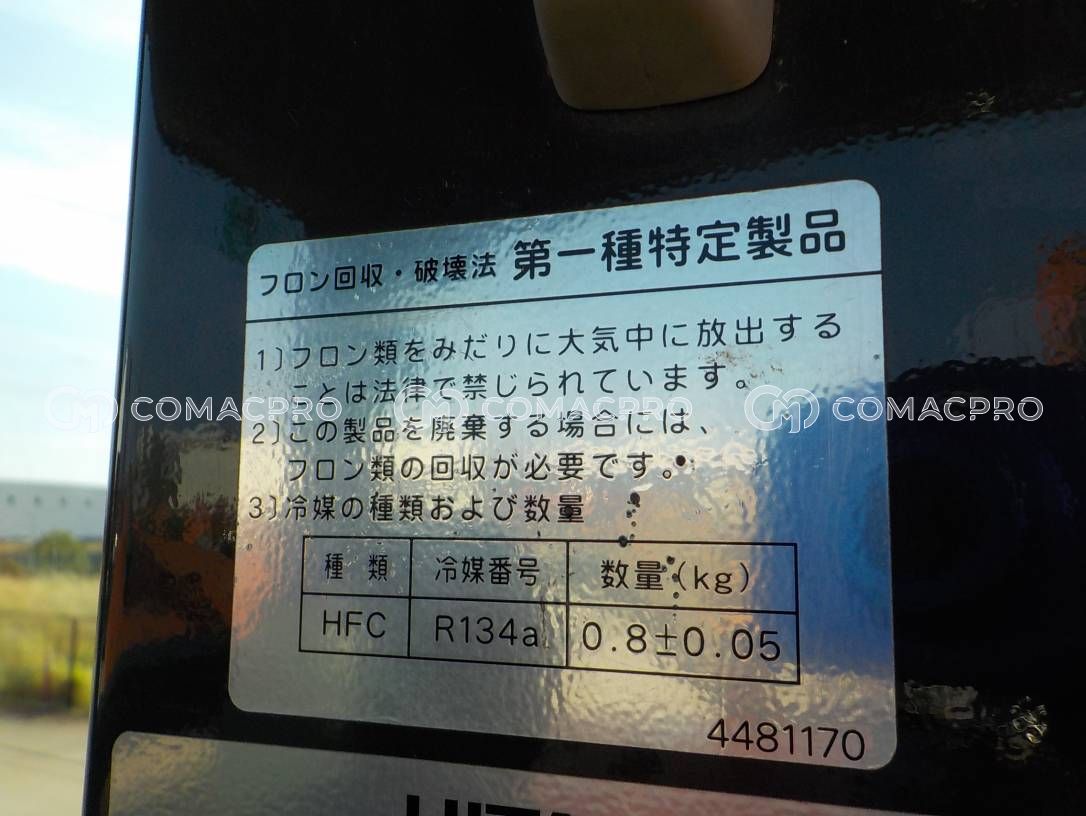 フロン回収・破壊法 第一種特定製品
1)フロン類をみだりに大気中に放出する
ことは法律で禁じられています。
COMACPRO COMACPRO COMACPRO
2)この製品を廃棄する場合には、
フロン類の回収が必要です。
3)冷媒の種類および数量
種類 冷媒番号 数量(kg)
HFC R134a 0.8±0.05
4481170